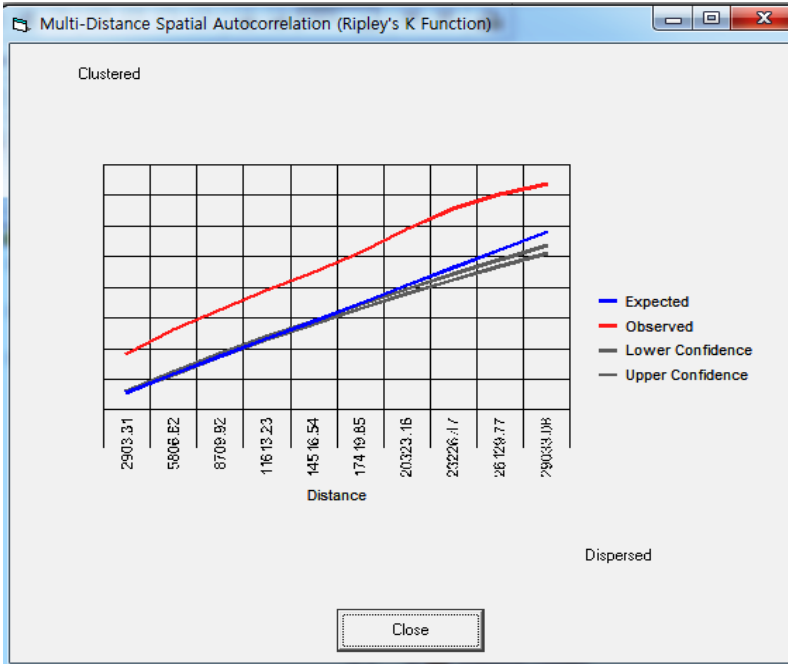 Multi-Distance Spatial Autocorrelation (Ripley's K Function)
Clustered
Expected
Observed
Lower Confidence
Upper Confidence
2903.31
5806.62
8709.92
11613.23
14516.54
17419.85
20323.16
23226.47
26129.77
29033.08
Distance
Dispersed
Close